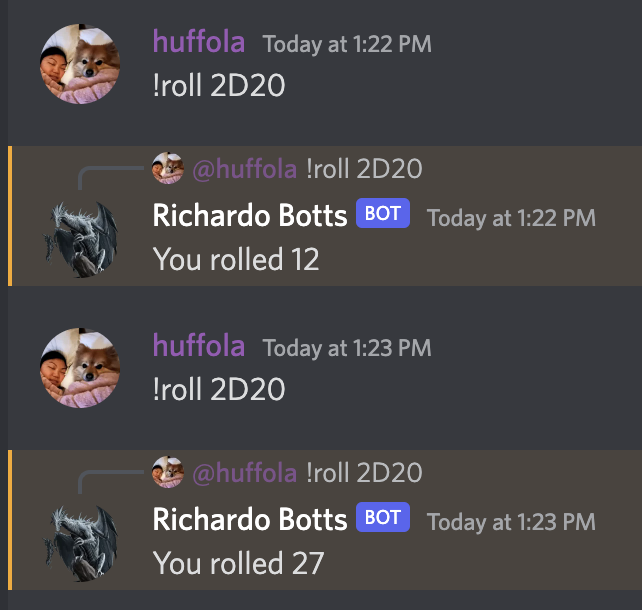 huffola Today at 1:22 PM
!roll 2D20
@huffola !roll 2D20
Richardo Botts BOT Today at 1:22 PM
You rolled 12
huffola Today at 1:23 PM
!roll 2D20
@huffola !roll 2D20
Richardo Botts BOT Today at 1:23 PM
You rolled 27